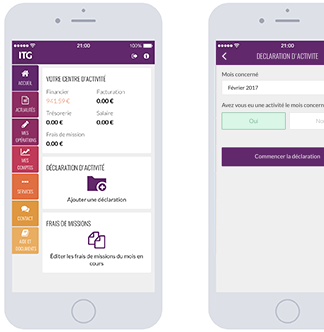 21:00
100%
ITG
VOTRE CENTRE D'ACTIVITÉ
Financier Facturation
941.59 € 0.00 €
Trésorerie Salaire
0.00 € 0.00 €
Frais de mission
0.00 €
DÉCLARATION D'ACTIVITÉ
Ajouter une déclaration
FRAIS DE MISSIONS
Éditer les frais de missions du mois en
cours
ACCUEIL
ACTUALITÉS
MES
OPÉRATIONS
MES
COMPTES
SERVICES
CONTACT
AIDE ET
DOCUMENTS
21:00
DECLARATION D'ACTIVITE
Mois concerné
Février 2017
Avez vous eu une activité le mois concern
Oui
No
Commencer la déclaration